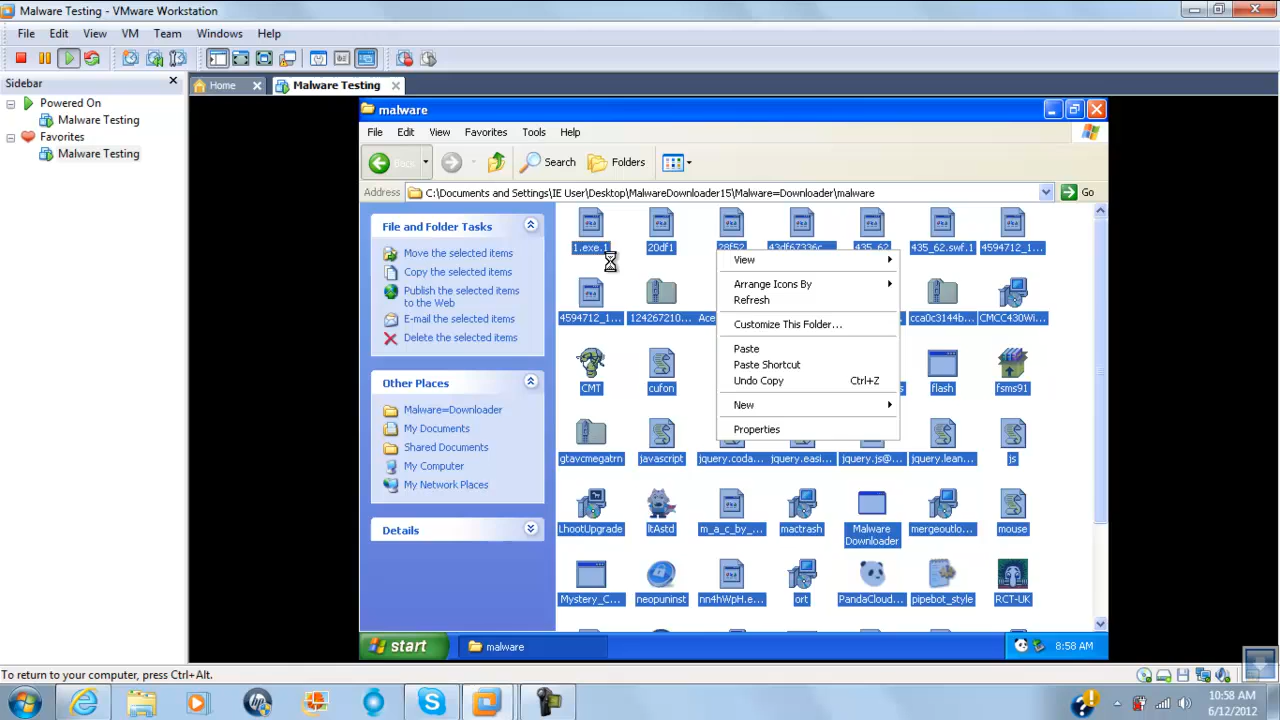 Malware Testing - VMware Workstation
File Edit View VM Team Windows Help
Sidebar
Home
Malware Testing
Powered On
Malware Testing
Favorites
Malware Testing
malware
File Edit View Favorites Tools Help
Back
Search
Folders
Address
C:\Documents and Settings\IE User\Desktop\MalwareDownloader15\Malware=Downloader\malware
Go
File and Folder Tasks
Move the selected items
Copy the selected items
Publish the selected items
to the Web
E-mail the selected items
Delete the selected items
Other Places
Malware=Downloader
My Documents
Shared Documents
My Computer
My Network Places
Details
1.exe.1 20df1 28f52 43df67336c... 435_62 435_62.swf.1 4594712_1...
4594712_1... 124267210... Ace cca0c3144b... CMCC430Wi...
CMT cufon flash fsms91
gtavcmegatrn javascript jquery.coda... jquery.easi... jquery.js@... jquery.lean... js
LhootUpgrade ltAstd m_a_c_by_... mactrash Malware
Downloader mergeoutlo... mouse
Mystery_C... neopuninst nn4hWpH.e... ort PandaCloud... pipebot_style RCT-UK
View
Arrange Icons By
Refresh
Customize This Folder...
Paste
Paste Shortcut
Undo Copy Ctrl+Z
New
Properties
start
malware
8:58 AM
To return to your computer, press Ctrl+Alt.
10:58 AM
6/12/2012